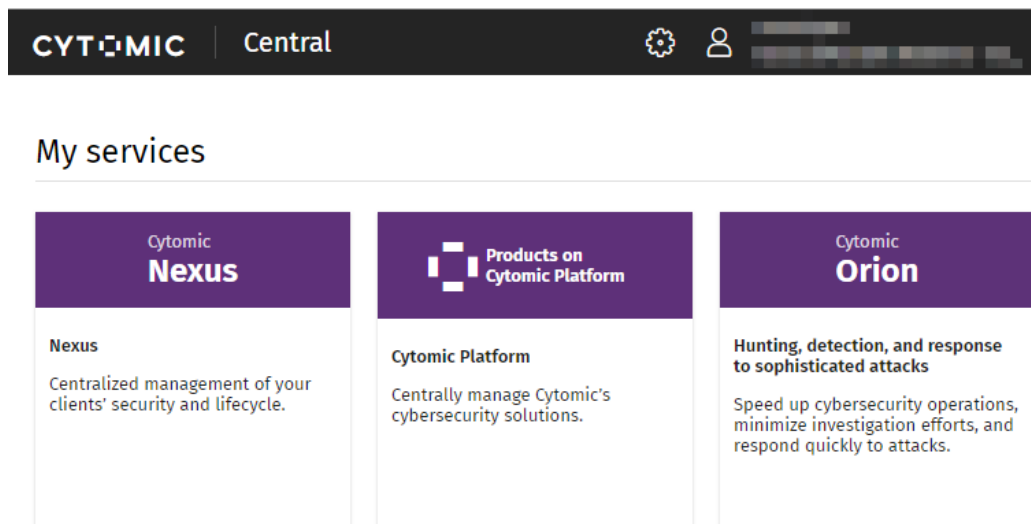 CYTOMIC Central
My services
Cytomic
Nexus
Nexus
Centralized management of your
clients' security and lifecycle.
Products on
Cytomic Platform
Cytomic Platform
Centrally manage Cytomic's
cybersecurity solutions.
Cytomic
Orion
Hunting, detection, and response
to sophisticated attacks
Speed up cybersecurity operations,
minimize investigation efforts, and
respond quickly to attacks.